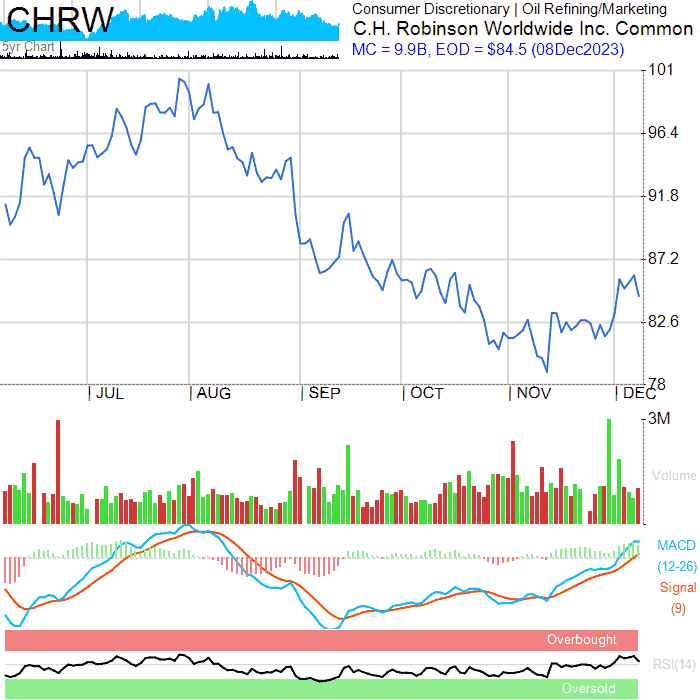 CHRW
5yr Chart
Consumer Discretionary | Oil Refining/Marketing
C.H. Robinson Worldwide Inc. Common
MC = 9.9B, EOD = $84.5 (08Dec2023)
101
96.4
91.8
87.2
82.6
78
JUL AUG SEP OCT NOV DEC
3M
Volume
MACD
(12-26)
Signal
(9)
Overbought
RSI(14)
Oversold